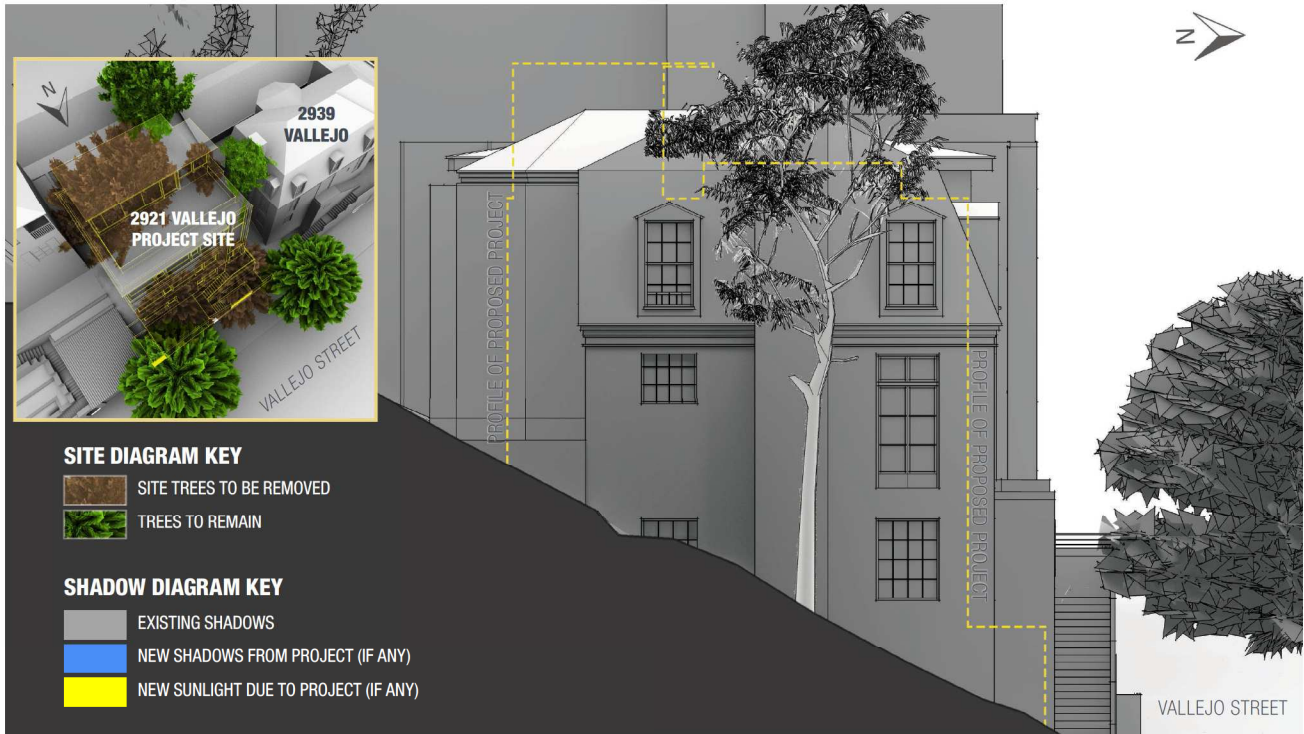 N
2939
VALLEJO
2921 VALLEJO
PROJECT SITE
VALLEJO STREET
SITE DIAGRAM KEY
SITE TREES TO BE REMOVED
TREES TO REMAIN
SHADOW DIAGRAM KEY
EXISTING SHADOWS
NEW SHADOWS FROM PROJECT (IF ANY)
NEW SUNLIGHT DUE TO PROJECT (IF ANY)
PROFILE OF PROPOSED PROJECT
PROFILE OF PROPOSED PROJECT
N
VALLEJO STREET